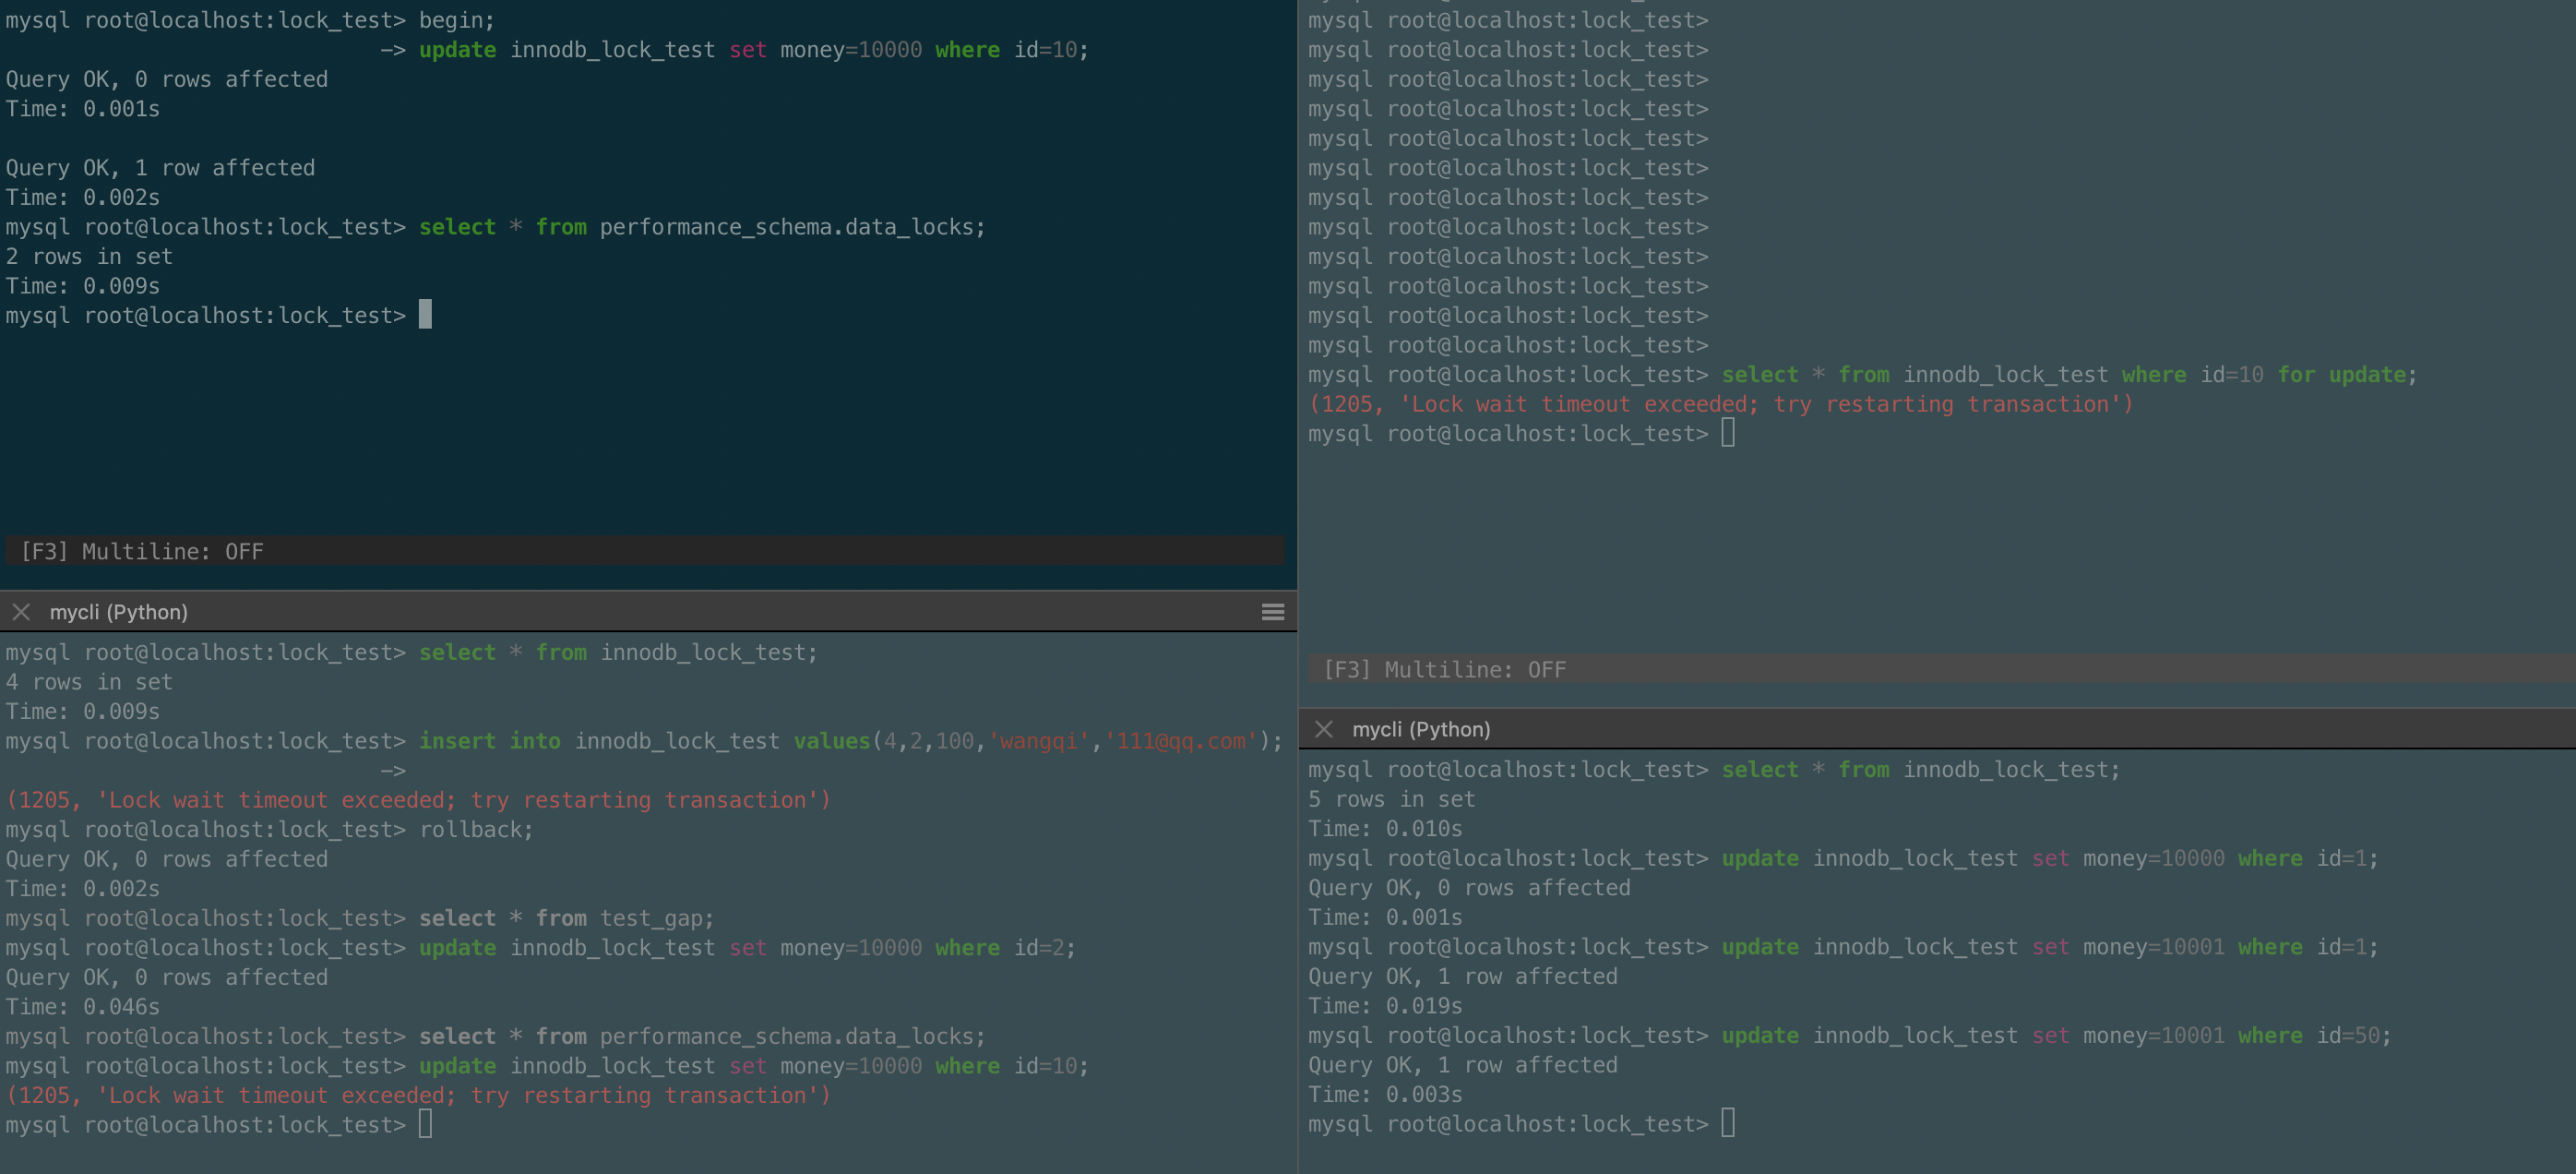 mysql root@localhost:lock_test> begin;
-> update innodb_lock_test set money=10000 where id=10;
Query OK, 0 rows affected
Time: 0.001s
Query OK, 1 row affected
Time: 0.002s
mysql root@localhost:lock_test> select * from performance_schema.data_locks;
2 rows in set
Time: 0.009s
mysql root@localhost:lock_test>
[F3] Multiline: OFF
mycli (Python)
mysql root@localhost:lock_test> select * from innodb_lock_test;
4 rows in set
Time: 0.009s
mysql root@localhost:lock_test> insert into innodb_lock_test values(4,2,100,'wangqi','111@qq.com');
->
(1205, 'Lock wait timeout exceeded; try restarting transaction')
mysql root@localhost:lock_test> rollback;
Query OK, 0 rows affected
Time: 0.002s
mysql root@localhost:lock_test> select * from test_gap;
mysql root@localhost:lock_test> update innodb_lock_test set money=10000 where id=2;
Query OK, 0 rows affected
Time: 0.046s
mysql root@localhost:lock_test> select * from performance_schema.data_locks;
mysql root@localhost:lock_test> update innodb_lock_test set money=10000 where id=10;
(1205, 'Lock wait timeout exceeded; try restarting transaction')
mysql root@localhost:lock_test>
mysql root@localhost:lock_test>
mysql root@localhost:lock_test>
mysql root@localhost:lock_test>
mysql root@localhost:lock_test>
mysql root@localhost:lock_test>
mysql root@localhost:lock_test>
mysql root@localhost:lock_test>
mysql root@localhost:lock_test>
mysql root@localhost:lock_test>
mysql root@localhost:lock_test>
mysql root@localhost:lock_test>
mysql root@localhost:lock_test>
mysql root@localhost:lock_test> select * from innodb_lock_test where id=10 for update;
(1205, 'Lock wait timeout exceeded; try restarting transaction')
mysql root@localhost:lock_test>
[F3] Multiline: OFF
mycli (Python)
mysql root@localhost:lock_test> select * from innodb_lock_test;
5 rows in set
Time: 0.010s
mysql root@localhost:lock_test> update innodb_lock_test set money=10000 where id=1;
Query OK, 0 rows affected
Time: 0.001s
mysql root@localhost:lock_test> update innodb_lock_test set money=10001 where id=1;
Query OK, 1 row affected
Time: 0.019s
mysql root@localhost:lock_test> update innodb_lock_test set money=10001 where id=50;
Query OK, 1 row affected
Time: 0.003s
mysql root@localhost:lock_test>